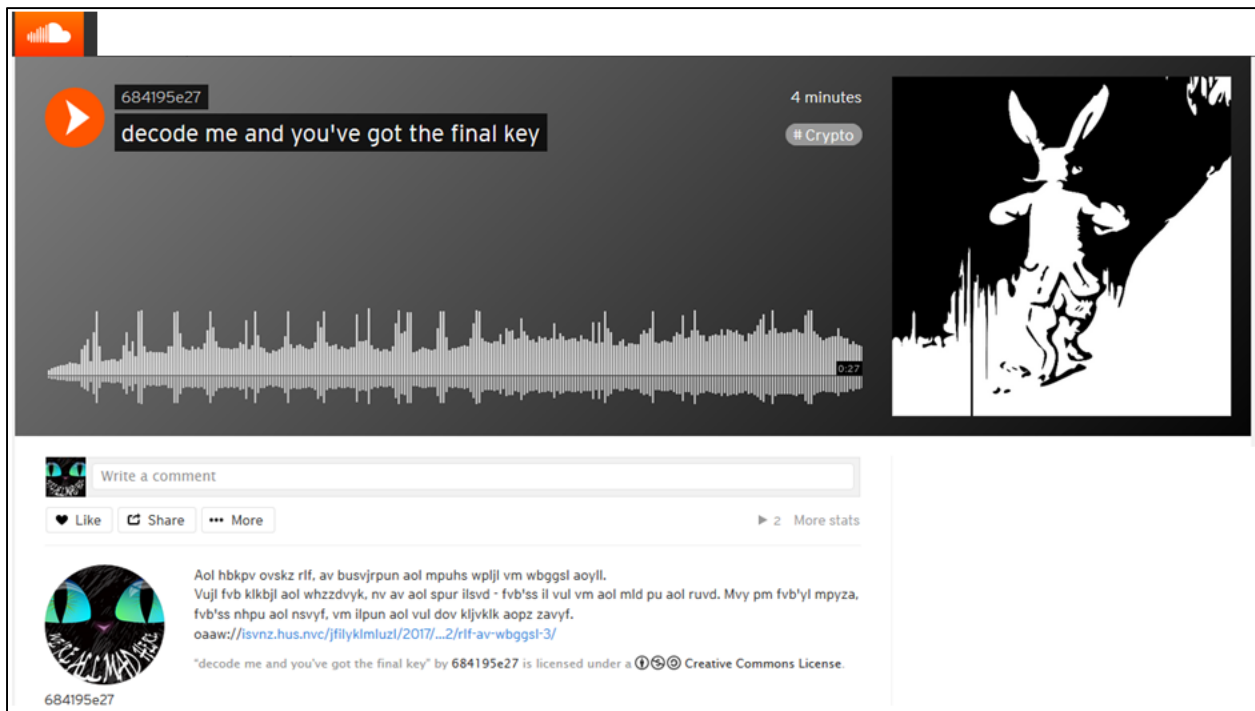 684195e27
4 minutes
decode me and you've got the final key
# Crypto
0:27
Write a comment
Like Share ••• More
2 More stats
Aol hbkpv ovskz rlf, av busvjrpun aol mpuhs wpljl vm wbggsl aoyll.
Vujl fvb klkbjl aol whzzdvyk, nv av aol spur ilsvd - fvb'ss il vul vm aol mld pu aol ruvd. Mvy pm fvb'yl mpyza,
fvb'ss nhpu aol nsvyf, vm ilpun aol vul dov kljvklk aopz zavyf.
oaaw://isvnz.hus.nvc/jfilyklmluzl/2017/...2/rlf-av-wbggsl-3/
"decode me and you've got the final key" by 684195e27 is licensed under a Creative Commons License.
WE'RE ALL MAD HERE
684195e27